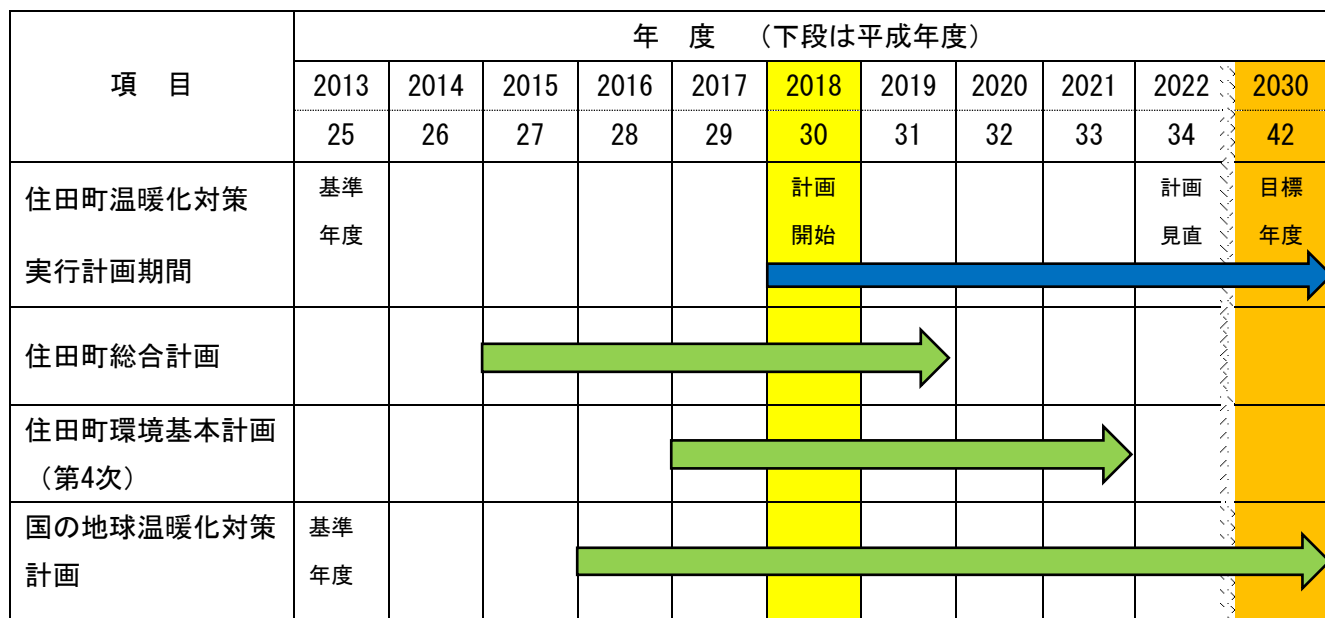 年 度 （下段は平成年度）
項 目
2013 2014 2015 2016 2017 2018 2019 2020 2021 2022 2030
25 26 27 28 29 30 31 32 33 34 42
住田町温暖化対策
実行計画期間
基準
年度
計画
開始
計画
見直
目標
年度
住田町総合計画
住田町環境基本計画
（第4次）
国の地球温暖化対策
計画
基準
年度